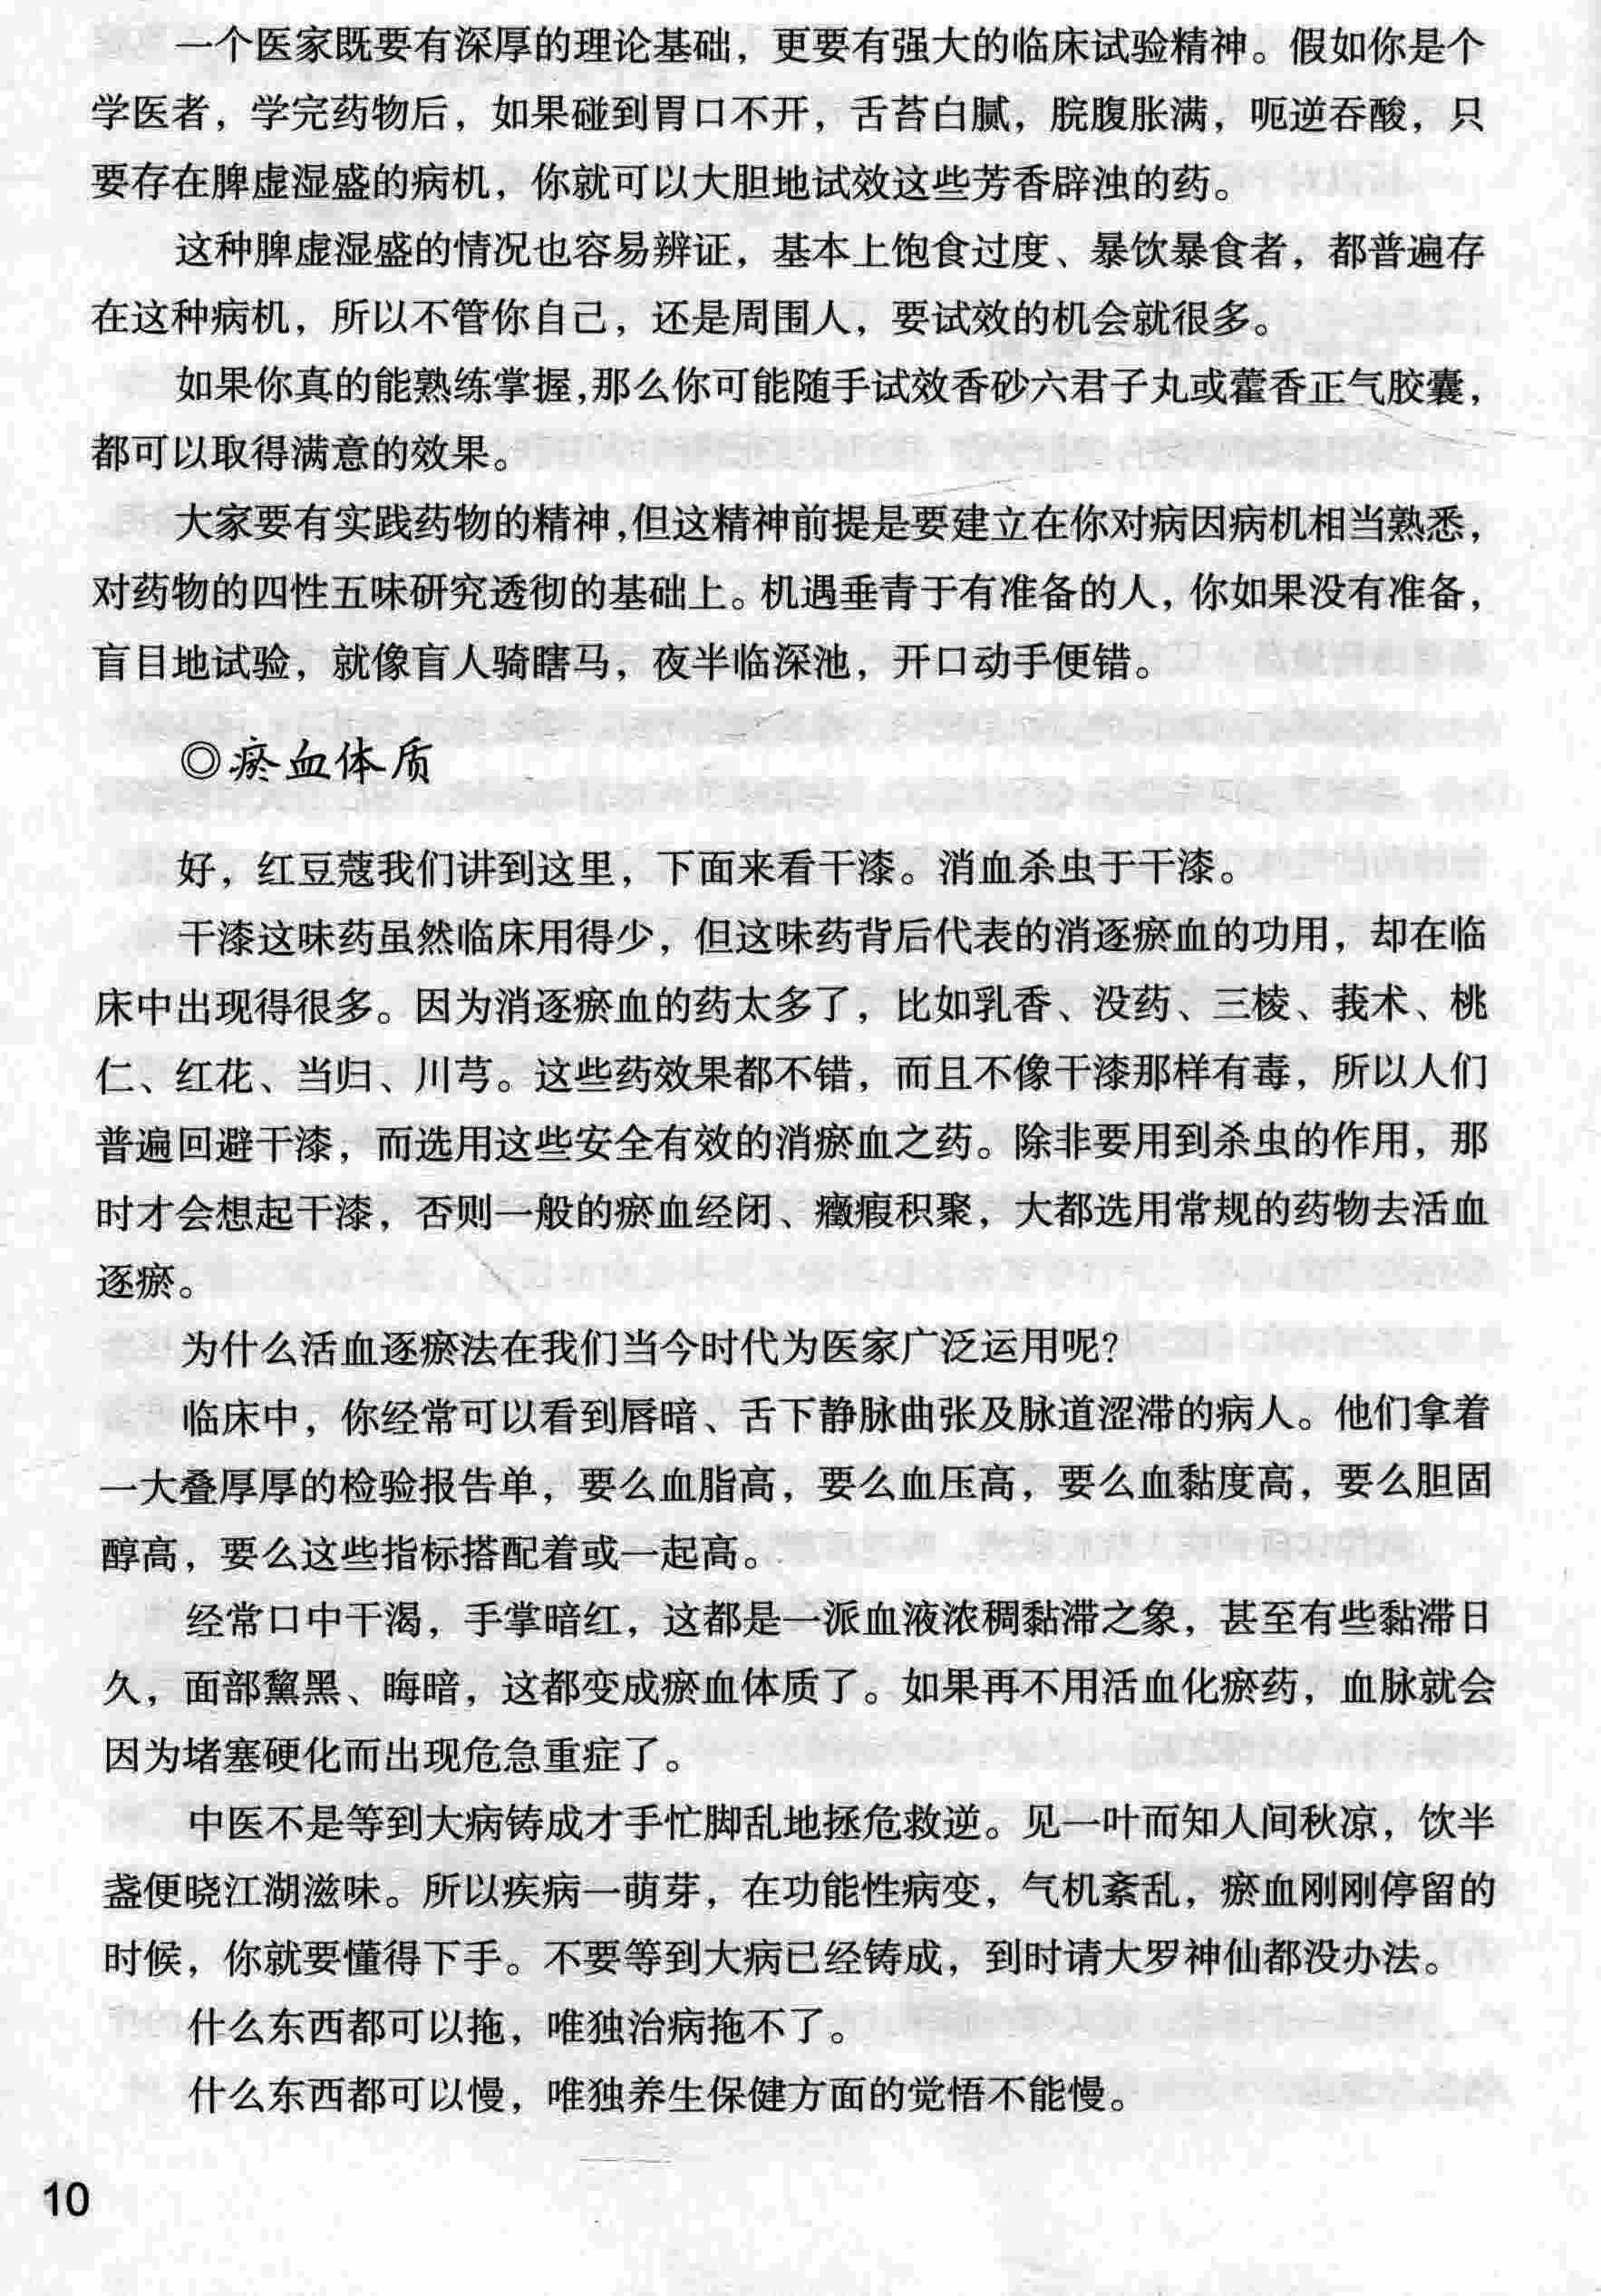 一个医家既要有深厚的理论基础，更要有强大的临床试验精神。假如你是个
学医者，学完药物后，如果碰到胃口不开，舌苔白腻，脘腹胀满，呃逆吞酸，只
要存在脾虚湿盛的病机，你就可以大胆地试效这些芳香辟浊的药。
这种脾虚湿盛的情况也容易辨证，基本上饱食过度、暴饮暴食者，都普遍存
在这种病机，所以不管你自己，还是周围人，要试效的机会就很多。
如果你真的能熟练掌握，那么你可能随手试效香砂六君子丸或藿香正气胶囊，
都可以取得满意的效果。
大家要有实践药物的精神，但这精神前提是要建立在你对病因病机相当熟悉，
对药物的四性五味研究透彻的基础上。机遇垂青于有准备的人，你如果没有准备，
盲目地试验，就像盲人骑瞎马，夜半临深池，开口动手便错。
◎瘀血体质
好，红豆蔻我们讲到这里，下面来看干漆。消血杀虫于干漆。
干漆这味药虽然临床用得少，但这味药背后代表的消逐瘀血的功用，却在临
床中出现得很多。因为消逐瘀血的药太多了，比如乳香、没药、三棱、莪术、桃
仁、红花、当归、川芎。这些药效果都不错，而且不像干漆那样有毒，所以人们
普遍回避干漆，而选用这些安全有效的消瘀血之药。除非要用到杀虫的作用，那
时才会想起干漆，否则一般的瘀血经闭、癥瘕积聚，大都选用常规的药物去活血
逐瘀。
为什么活血逐瘀法在我们当今时代为医家广泛运用呢？
临床中，你经常可以看到唇暗、舌下静脉曲张及脉道涩滞的病人。他们拿着
一大叠厚厚的检验报告单，要么血脂高，要么血压高，要么血黏度高，要么胆固
醇高，要么这些指标搭配着或一起高。
经常口中干渴，手掌暗红，这都是一派血液浓稠黏滞之象，甚至有些黏滞日
久，面部黧黑、晦暗，这都变成瘀血体质了。如果再不用活血化瘀药，血脉就会
因为堵塞硬化而出现危急重症了。
中医不是等到大病铸成才手忙脚乱地拯危救逆。见一叶而知人间秋凉，饮半
盏便晓江湖滋味。所以疾病一萌芽，在功能性病变，气机紊乱，瘀血刚刚停留的
时候，你就要懂得下手。不要等到大病已经铸成，到时请大罗神仙都没办法。
什么东西都可以拖，唯独治病拖不了。
什么东西都可以慢，唯独养生保健方面的觉悟不能慢。
10